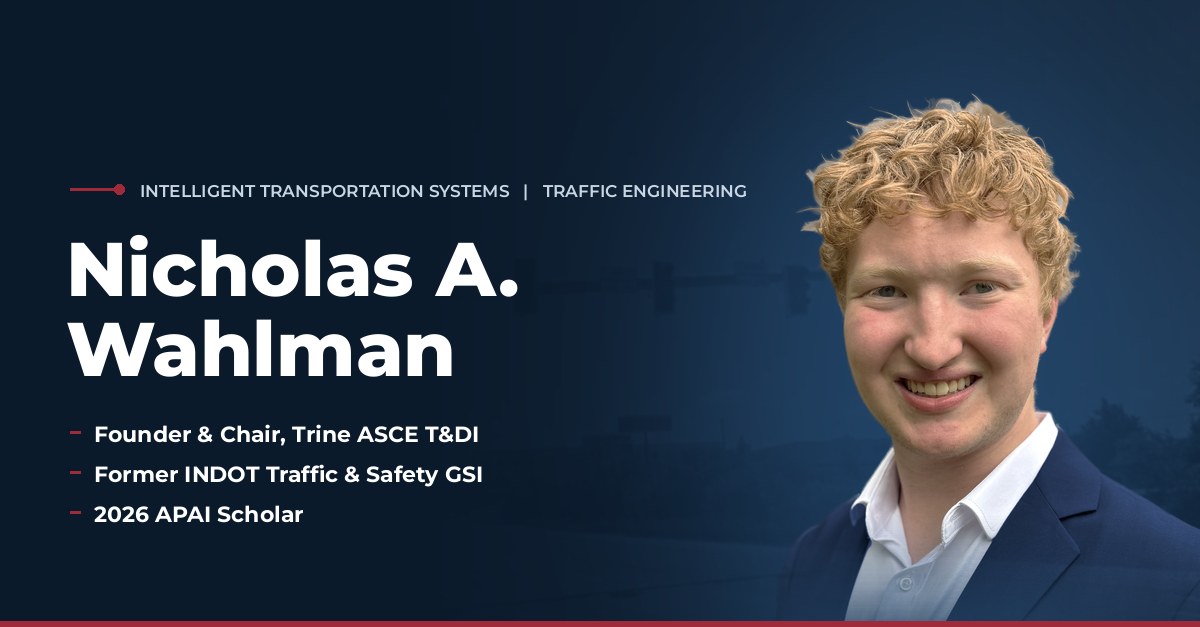 INTELLIGENT TRANSPORTATION SYSTEMS | TRAFFIC ENGINEERING
Nicholas A.
Wahlman
– Founder & Chair, Trine ASCE T&DI
– Former INDOT Traffic & Safety GSI
– 2026 APAI Scholar